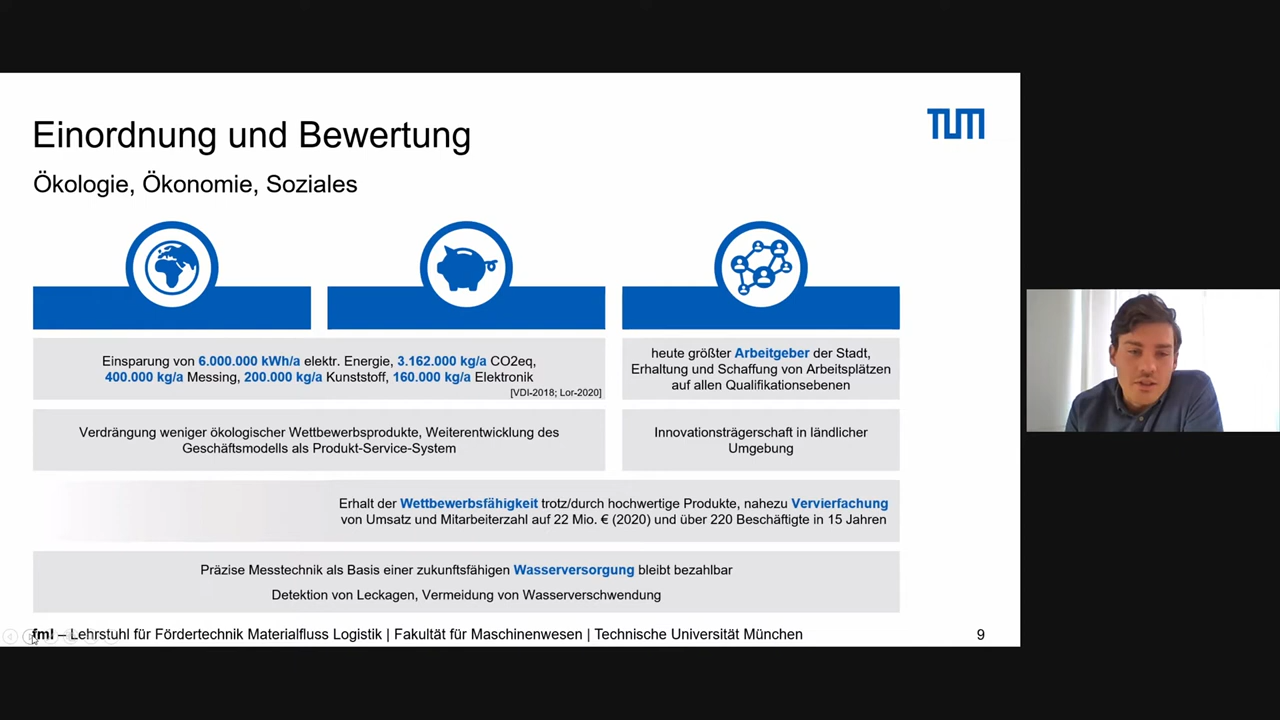 Einordnung und Bewertung
TUM
Ökologie, Ökonomie, Soziales
Einsparung von 6.000.000 kWh/a elektr. Energie, 3.162.000 kg/a CO2eq,
400.000 kg/a Messing, 200.000 kg/a Kunststoff, 160.000 kg/a Elektronik
[VDI-2018; Lor-2020]
heute größter Arbeitgeber der Stadt,
Erhaltung und Schaffung von Arbeitsplätzen
auf allen Qualifikationsebenen
Verdrängung weniger ökologischer Wettbewerbsprodukte, Weiterentwicklung des
Geschäftsmodells als Produkt-Service-System
Innovationsträgerschaft in ländlicher
Umgebung
Erhalt der Wettbewerbsfähigkeit trotz/durch hochwertige Produkte, nahezu Vervierfachung
von Umsatz und Mitarbeiterzahl auf 22 Mio. € (2020) und über 220 Beschäftigte in 15 Jahren
Präzise Messtechnik als Basis einer zukunftsfähigen Wasserversorgung bleibt bezahlbar
Detektion von Leckagen, Vermeidung von Wasserverschwendung
fml – Lehrstuhl für Fördertechnik Materialfluss Logistik | Fakultät für Maschinenwesen | Technische Universität München
9